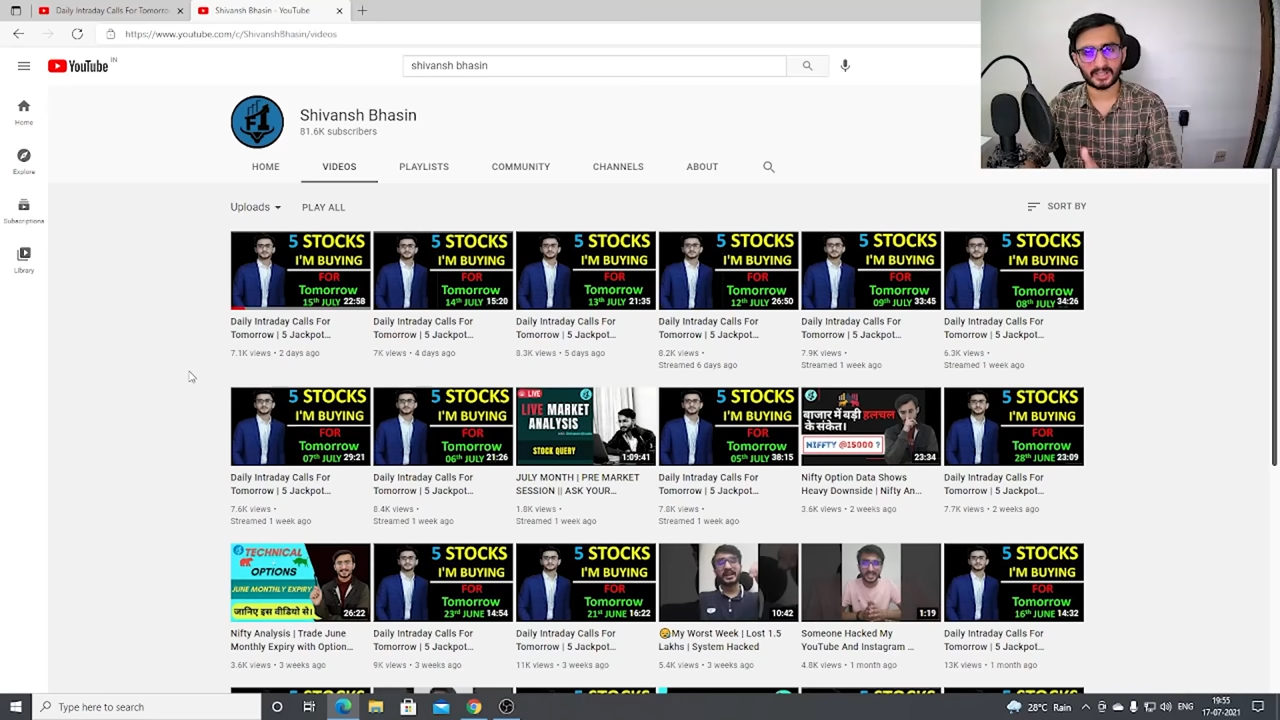 Daily Intraday Calls For Tomorro
Shivansh Bhasin - YouTube
https://www.youtube.com/c/ShivanshBhasin/videos
YouTube IN
shivansh bhasin
Home
Explore
Subscriptions
Library
Shivansh Bhasin
81.6K subscribers
HOME VIDEOS PLAYLISTS COMMUNITY CHANNELS ABOUT
Uploads PLAY ALL SORT BY
5 STOCKS
I'M BUYING
FOR
Tomorrow
15th JULY 22:58
Daily Intraday Calls For
Tomorrow | 5 Jackpot...
7.1K views • 2 days ago
5 STOCKS
I'M BUYING
FOR
Tomorrow
14th JULY 15:20
Daily Intraday Calls For
Tomorrow | 5 Jackpot...
7K views • 4 days ago
5 STOCKS
I'M BUYING
FOR
Tomorrow
13th JULY 21:35
Daily Intraday Calls For
Tomorrow | 5 Jackpot...
8.3K views • 5 days ago
5 STOCKS
I'M BUYING
FOR
Tomorrow
12th JULY 26:50
Daily Intraday Calls For
Tomorrow | 5 Jackpot...
8.2K views •
Streamed 6 days ago
5 STOCKS
I'M BUYING
FOR
Tomorrow
09th JULY 33:45
Daily Intraday Calls For
Tomorrow | 5 Jackpot...
7.9K views •
Streamed 1 week ago
5 STOCKS
I'M BUYING
FOR
Tomorrow
08th JULY 34:26
Daily Intraday Calls For
Tomorrow | 5 Jackpot...
6.3K views •
Streamed 1 week ago
5 STOCKS
I'M BUYING
FOR
Tomorrow
07th JULY 29:21
Daily Intraday Calls For
Tomorrow | 5 Jackpot...
7.6K views •
Streamed 1 week ago
5 STOCKS
I'M BUYING
FOR
Tomorrow
06th JULY 21:26
Daily Intraday Calls For
Tomorrow | 5 Jackpot...
8.4K views •
Streamed 1 week ago
LIVE
LIVE MARKET
ANALYSIS
STOCK QUERY
1:09:41
JULY MONTH | PRE MARKET
SESSION || ASK YOUR...
1.8K views •
Streamed 1 week ago
5 STOCKS
I'M BUYING
FOR
Tomorrow
05th JULY 38:15
Daily Intraday Calls For
Tomorrow | 5 Jackpot...
7.8K views •
Streamed 1 week ago
बाजार में बड़ी हलचल
के संकेत।
NIFFTY @15000 ?
23:34
Nifty Option Data Shows
Heavy Downside | Nifty An...
3.6K views • 2 weeks ago
5 STOCKS
I'M BUYING
FOR
Tomorrow
28th JUNE 23:09
Daily Intraday Calls For
Tomorrow | 5 Jackpot...
7.7K views • 2 weeks ago
TECHNICAL
OPTIONS
JUNE MONTHLY EXPIRY
जानिए इस वीडियो से।
26:22
Nifty Analysis | Trade June
Monthly Expiry with Option...
3.6K views • 3 weeks ago
5 STOCKS
I'M BUYING
FOR
Tomorrow
23rd JUNE 14:54
Daily Intraday Calls For
Tomorrow | 5 Jackpot...
9K views • 3 weeks ago
5 STOCKS
I'M BUYING
FOR
Tomorrow
21st JUNE 16:22
Daily Intraday Calls For
Tomorrow | 5 Jackpot...
11K views • 3 weeks ago
10:42
My Worst Week | Lost 1.5
Lakhs | System Hacked
5.4K views • 3 weeks ago
1:19
Someone Hacked My
YouTube And Instagram ...
4.8K views • 1 month ago
5 STOCKS
I'M BUYING
FOR
Tomorrow
16th JUNE 14:32
Daily Intraday Calls For
Tomorrow | 5 Jackpot...
13K views • 1 month ago
Type here to search
28°C Rain
ENG
19:55
17-07-2021